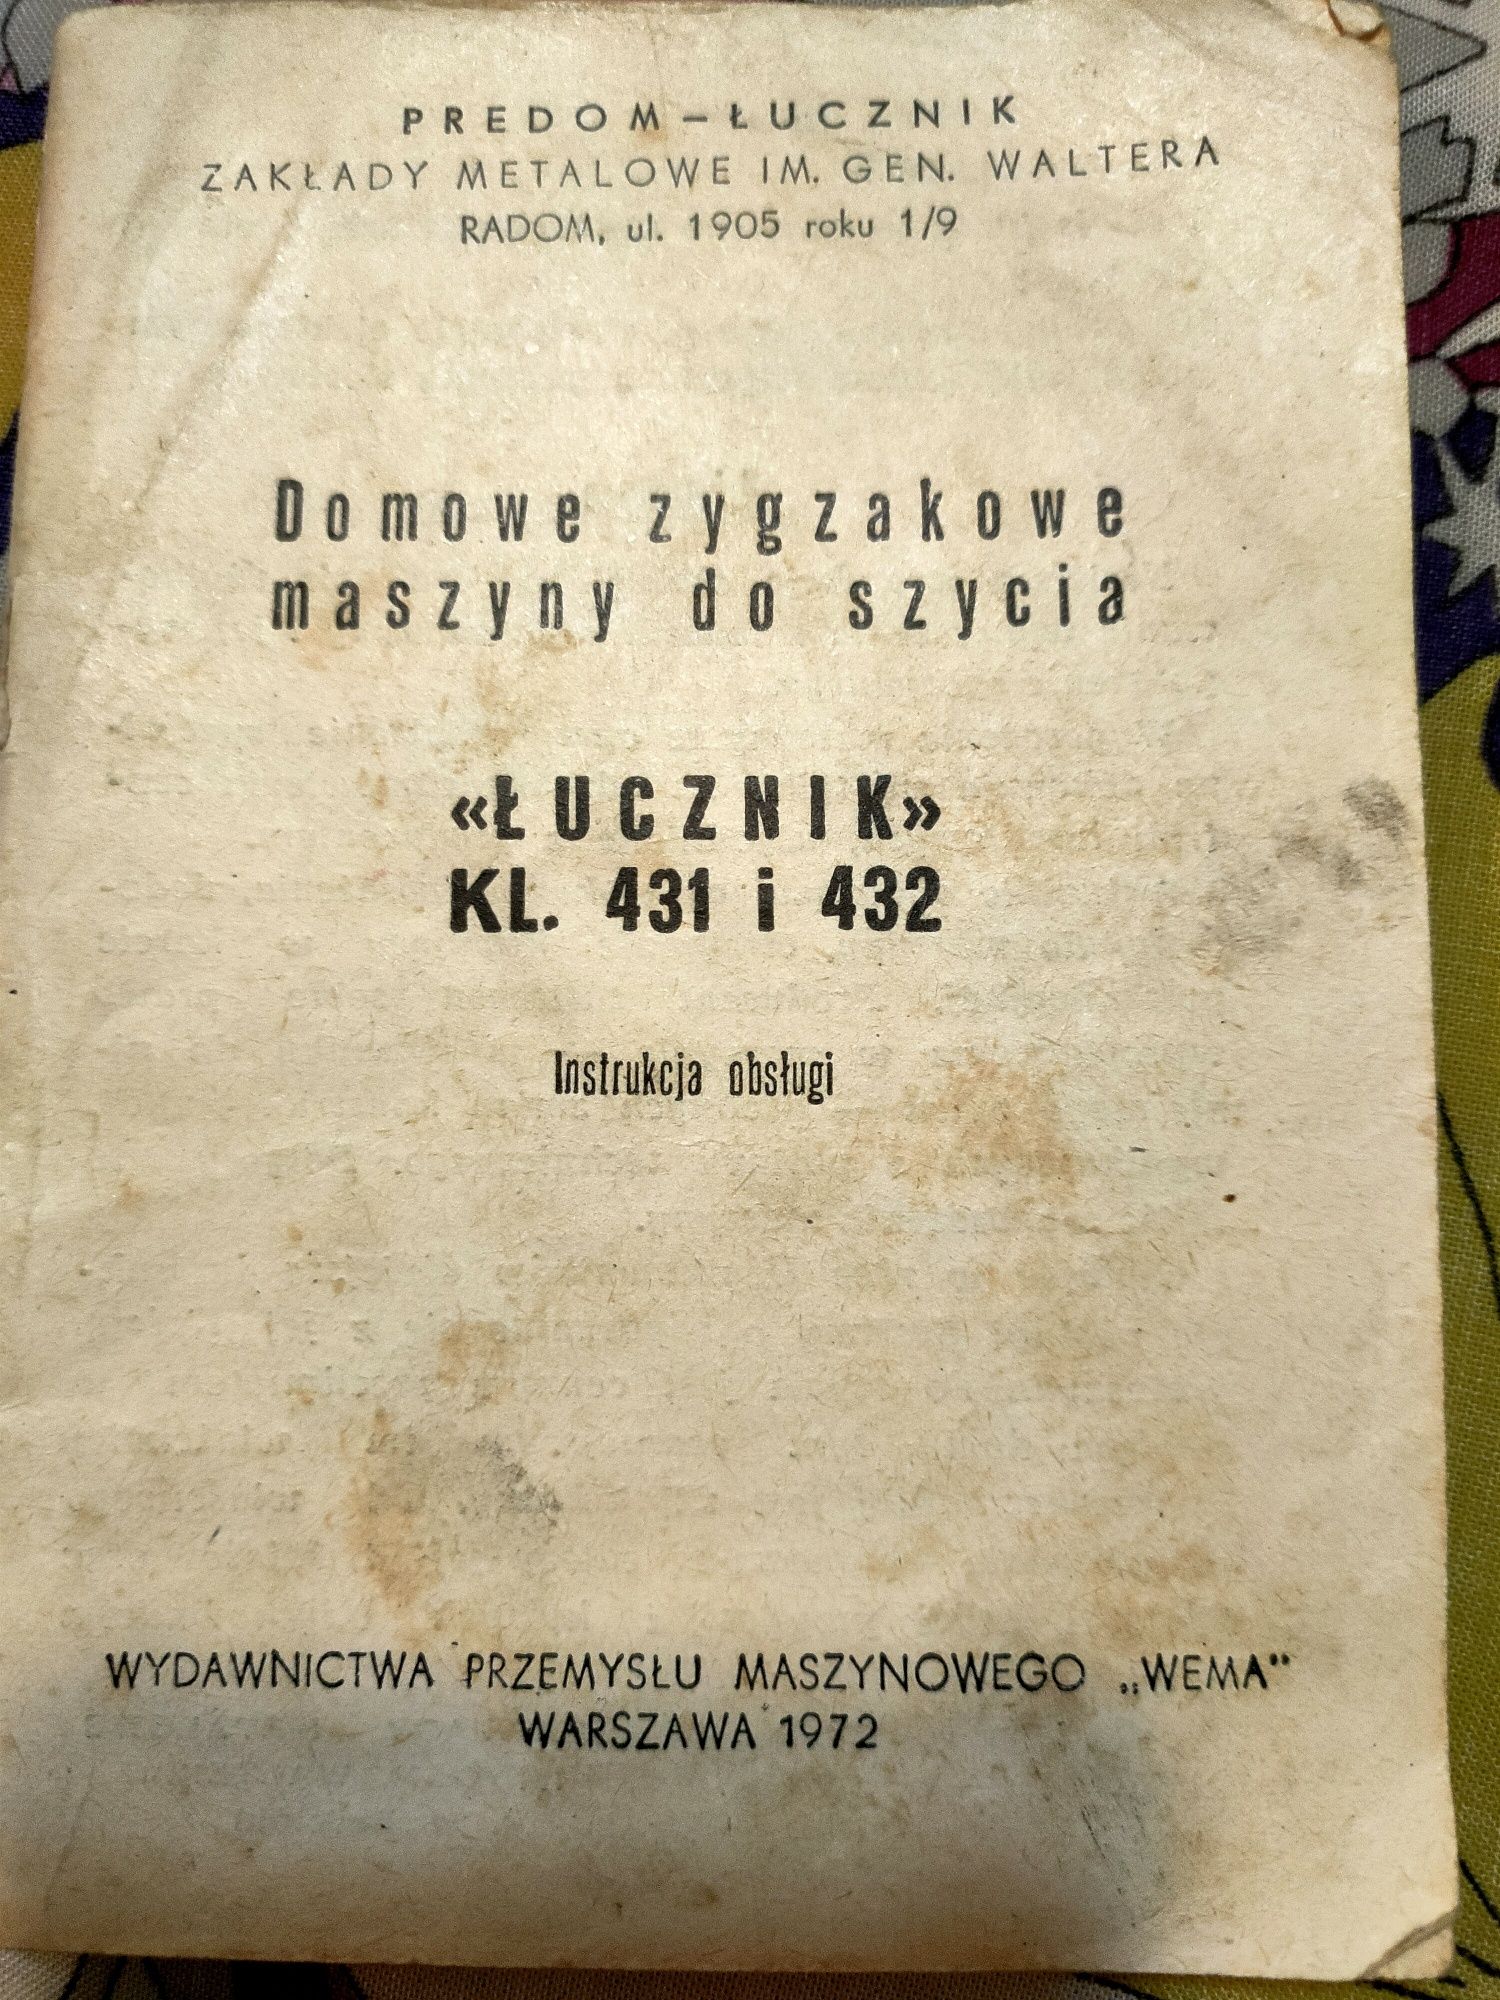 PREDOM – ŁUCZNIK
ZAKŁADY METALOWE IM. GEN. WALTERA
RADOM, ul. 1905 roku 1/9
Domowe zygzakowe
maszyny do szycia
«ŁUCZNIK»
KL. 431 i 432
Instrukcja obsługi
WYDAWNICTWA PRZEMYSŁU MASZYNOWEGO „WEMA”
WARSZAWA 1972